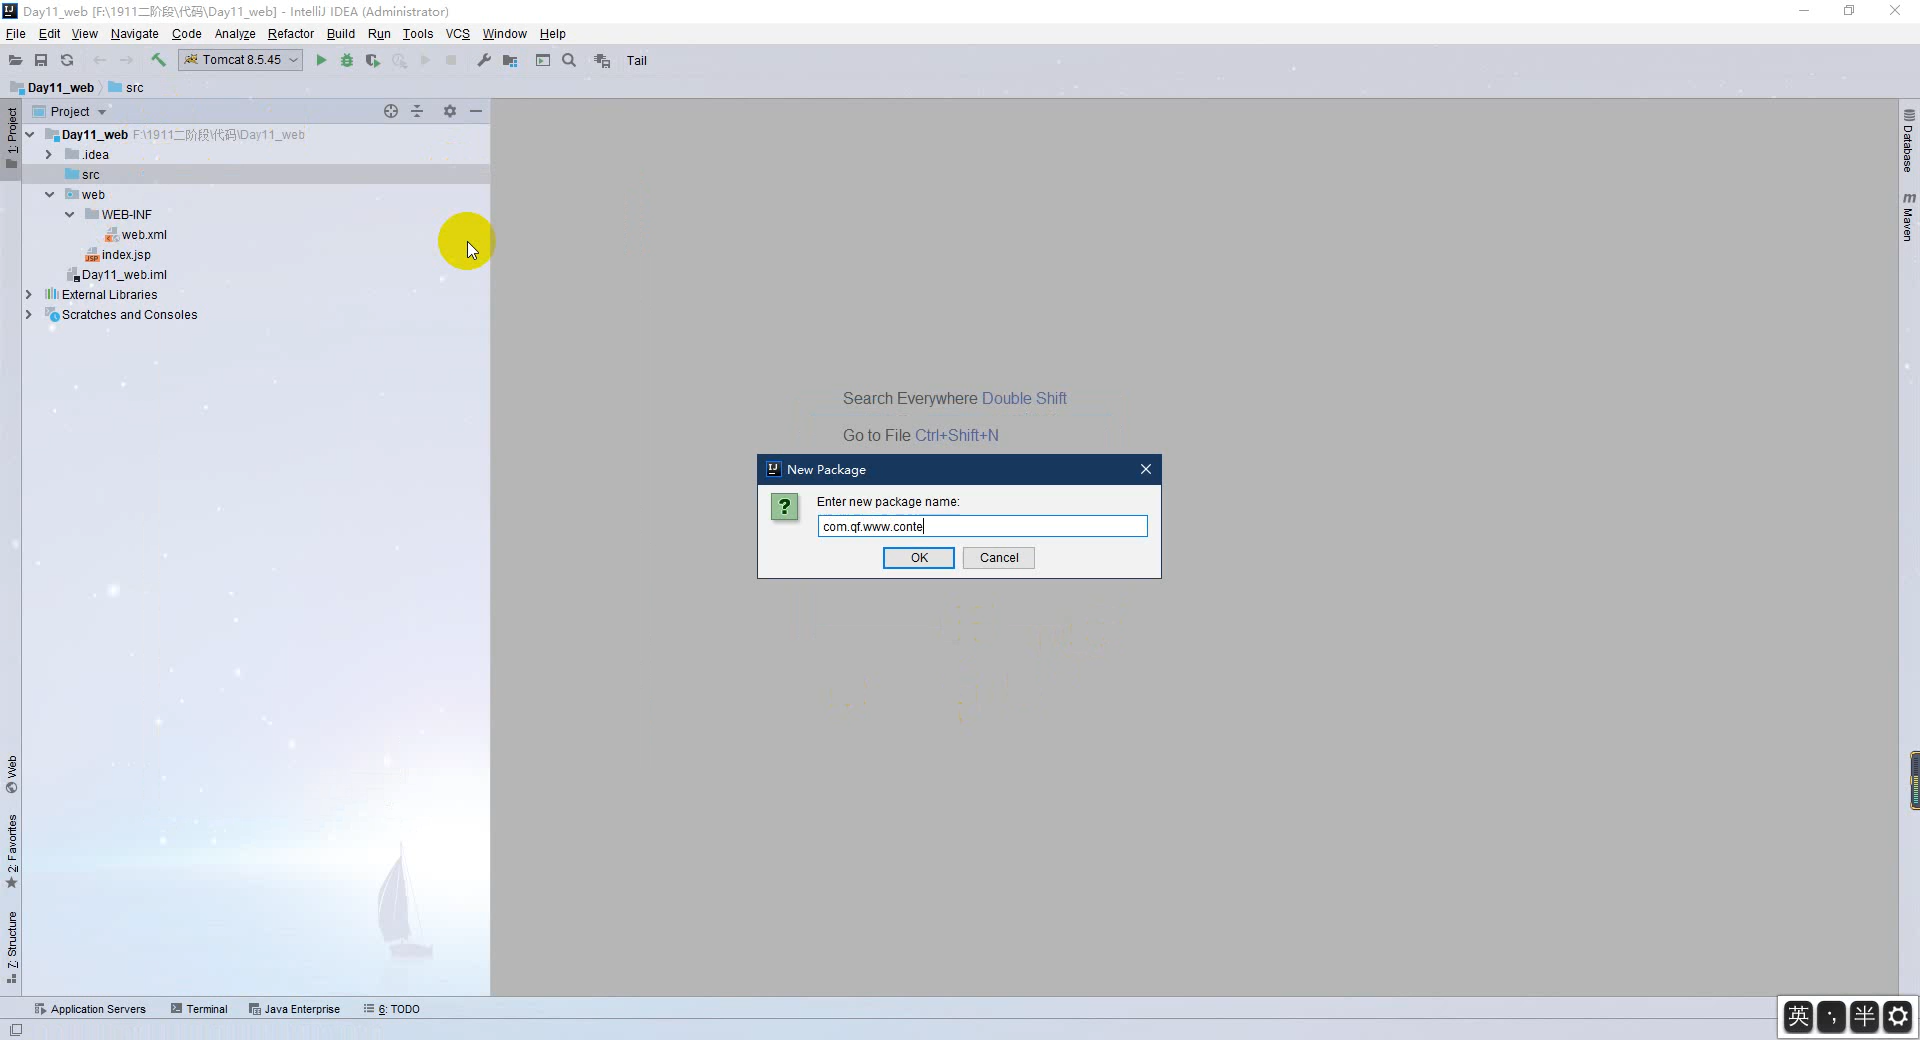 Day11_web [F:\1911二阶段\代码\Day11_web] - IntelliJ IDEA (Administrator)
File Edit View Navigate Code Analyze Refactor Build Run Tools VCS Window Help
Tomcat 8.5.45
Tail
Day11_web src
Project
Day11_web F:\1911二阶段\代码\Day11_web
.idea
src
web
WEB-INF
web.xml
index.jsp
Day11_web.iml
External Libraries
Scratches and Consoles
1: Project
Web
2: Favorites
7: Structure
Database
Maven
Search Everywhere Double Shift
Go to File Ctrl+Shift+N
New Package
Enter new package name:
com.qf.www.conte
OK Cancel
Application Servers Terminal Java Enterprise 6: TODO
英 ·, 半